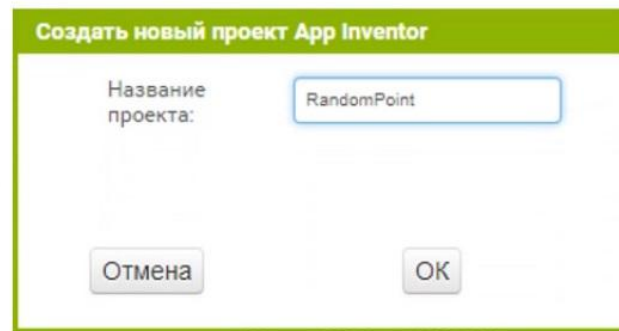 Создать новый проект App Inventor
Название
проекта:
RandomPoint
Отмена
OK